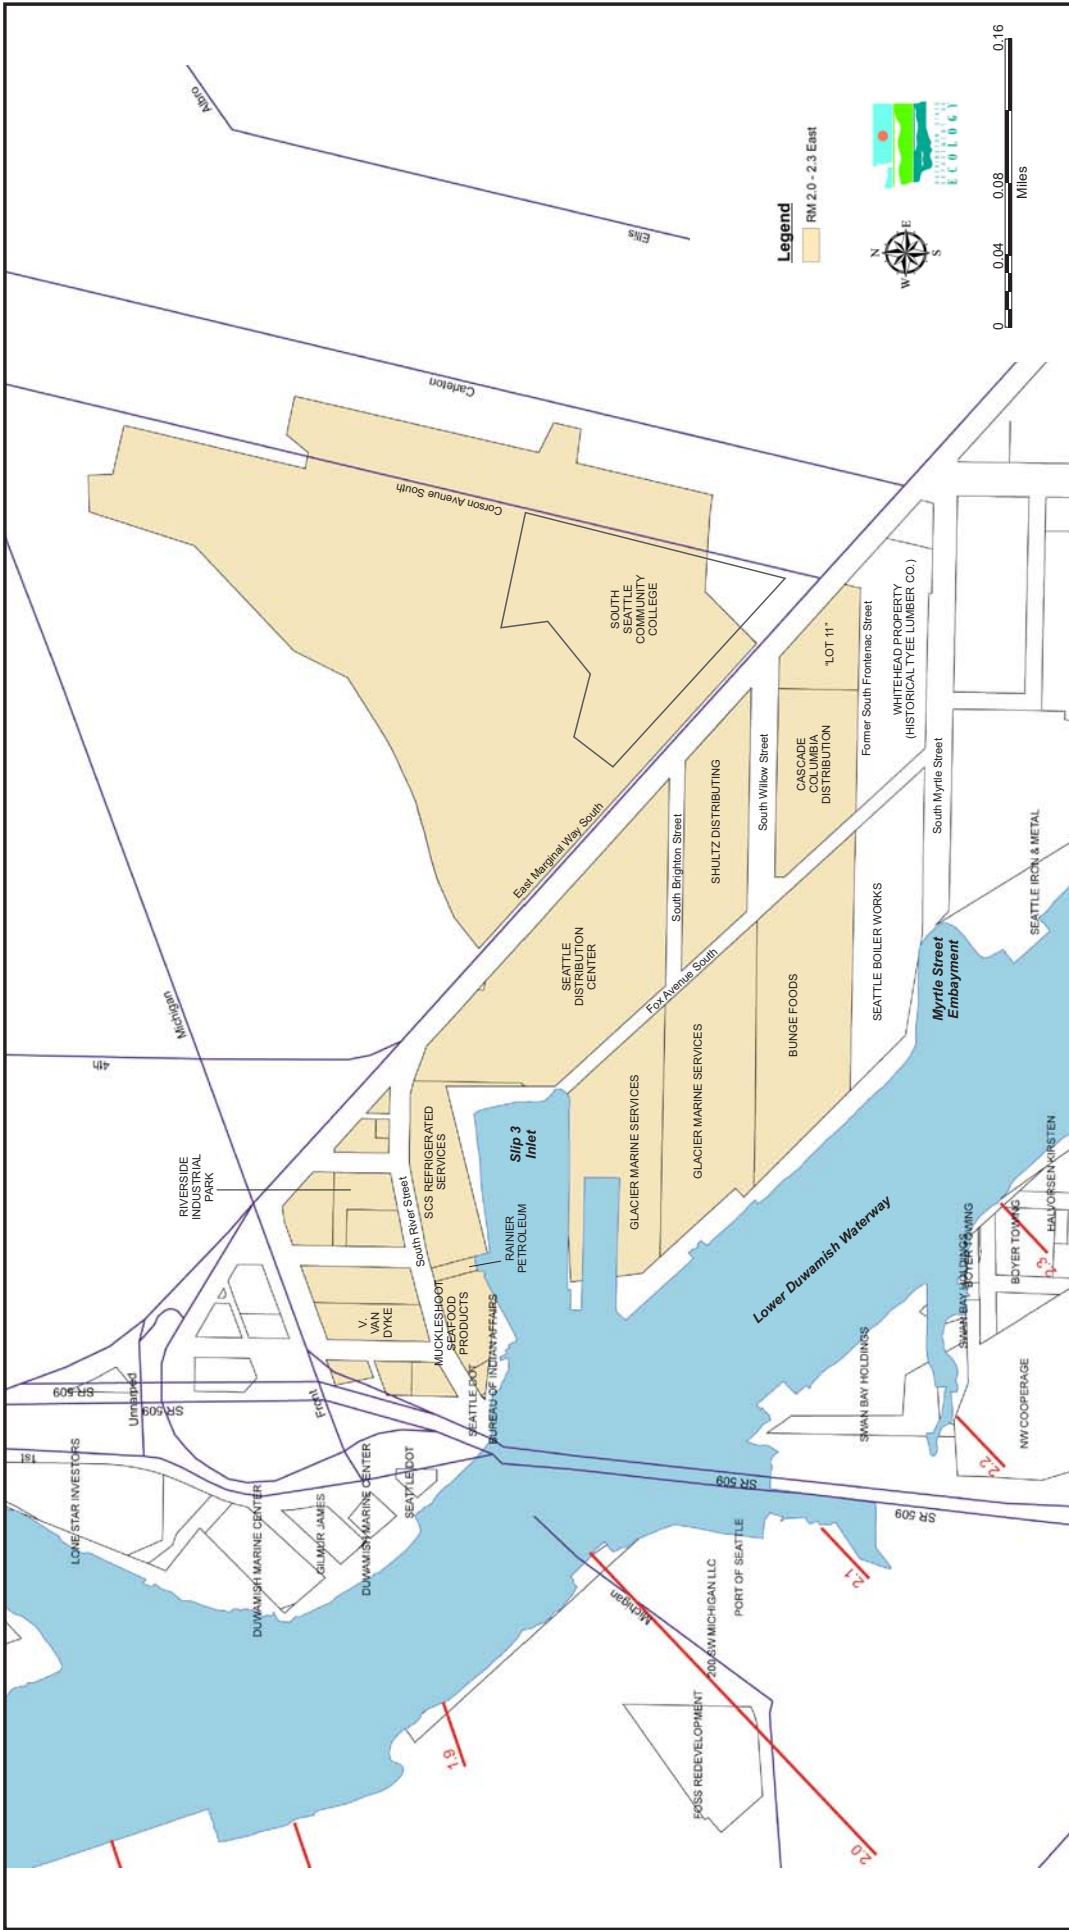 Albro
Ellis
Carleton
Corson Avenue South
Michigan
4th
East Marginal Way South
SOUTH
SEATTLE
COMMUNITY
COLLEGE
Legend
RM 2.0 - 2.3 East
N
W
E
S
ECOLOGY
0
0.04
0.08
0.16
Miles
RIVERSIDE
INDUSTRIAL
PARK
South River Street
SCS REFRIGERATED
SERVICES
SEATTLE
DISTRIBUTION
CENTER
South Brighton Street
SHULTZ DISTRIBUTING
South Willow Street
CASCADE
COLUMBIA
DISTRIBUTION
"LOT 11"
Former South Frontenac Street
WHITEHEAD PROPERTY
(HISTORICAL TYEE LUMBER CO.)
South Myrtle Street
Fox Avenue South
Slip 3
Inlet
GLACIER MARINE SERVICES
GLACIER MARINE SERVICES
BUNGE FOODS
SEATTLE BOILER WORKS
Myrtle Street
Embayment
SEATTLE IRON & METAL
V.
VAN
DYKE
MUCKLESHOOT
SEAFOOD
PRODUCTS
RAINIER
PETROLEUM
SEATTLE DOT
BUREAU OF INDIAN AFFAIRS
Lower Duwamish Waterway
SR 509
SR 509
Unnamed
Front
1st
LONE STAR INVESTORS
DUWAMISH MARINE CENTER
GILMUR JAMES
DUWAMISH MARINE CENTER
SEATTLE DOT
SR 509
SR 509
SWAN BAY HOLDINGS
SWAN BAY HOLDINGS
BOYER TOWING
BOYER TOWING
HALVORSEN KIRSTEN
NW COOPERAGE
2.3
2.2
2.1
Michigan
200 SW MICHIGAN LLC
PORT OF SEATTLE
FOSS REDEVELOPMENT
1.9
2.0